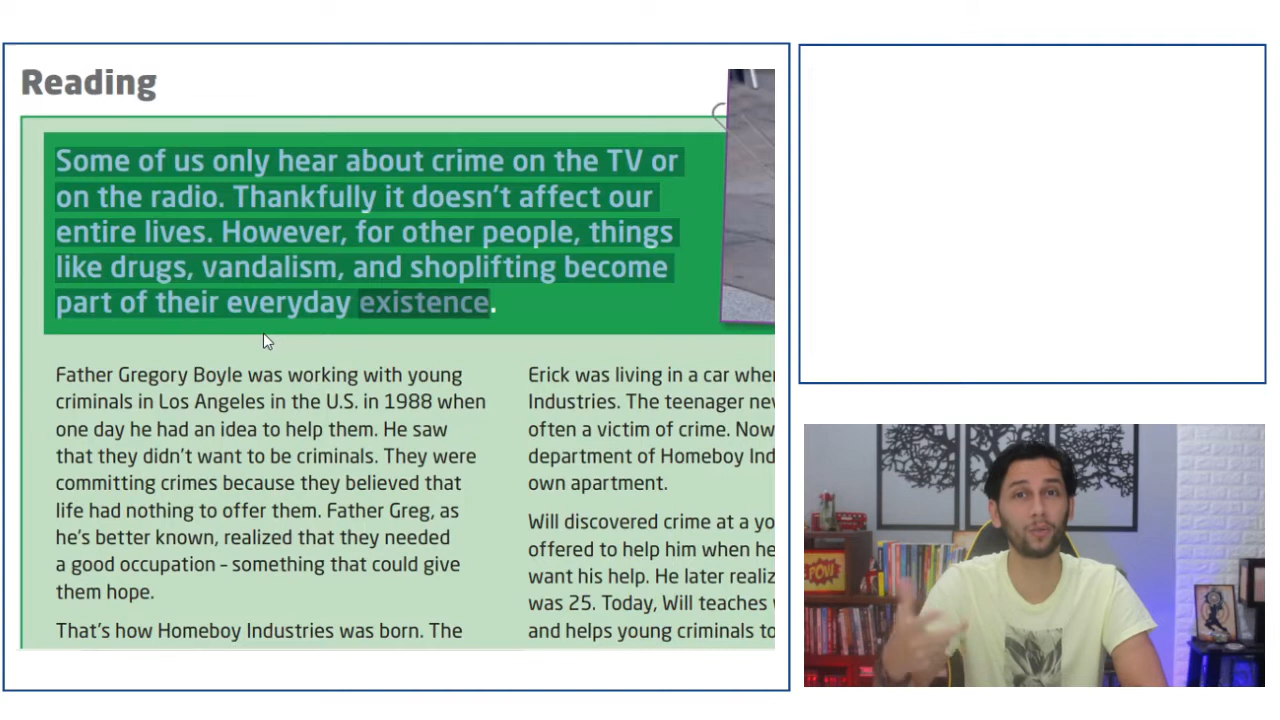 Reading
Some of us only hear about crime on the TV or
on the radio. Thankfully it doesn't affect our
entire lives. However, for other people, things
like drugs, vandalism, and shoplifting become
part of their everyday existence.
Father Gregory Boyle was working with young
criminals in Los Angeles in the U.S. in 1988 when
one day he had an idea to help them. He saw
that they didn't want to be criminals. They were
committing crimes because they believed that
life had nothing to offer them. Father Greg, as
he's better known, realized that they needed
a good occupation – something that could give
them hope.
That's how Homeboy Industries was born. The
Erick was living in a car
Industries. The teenager
often a victim of crime. Now
department of Homeboy
own apartment.
Will discovered crime at a
offered to help him when he
want his help. He later
was 25. Today, Will teaches
and helps young criminals to
POW